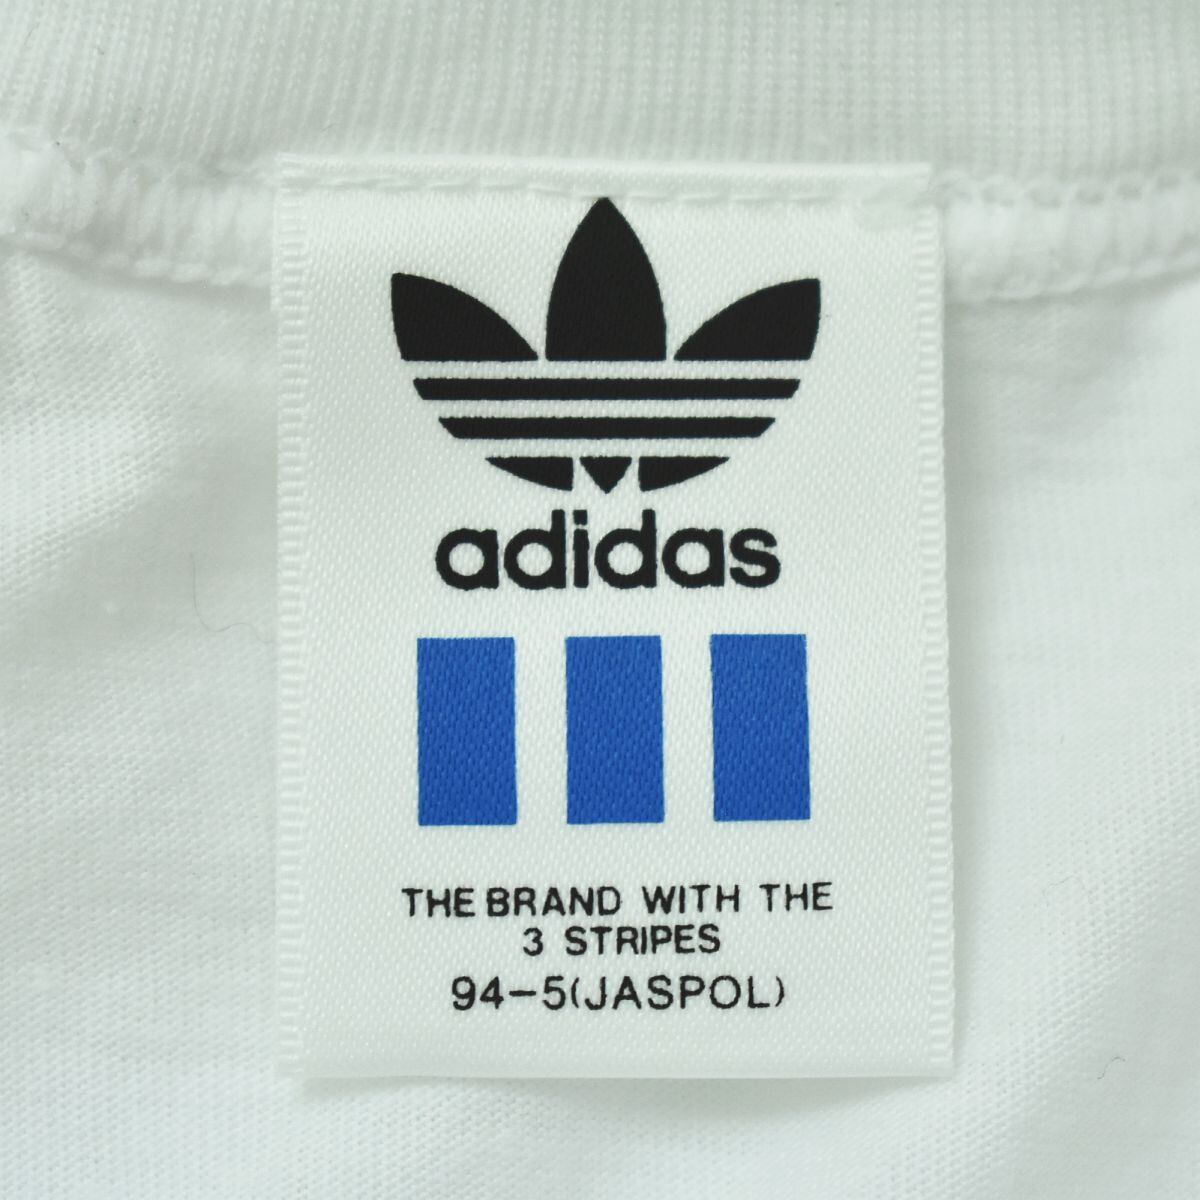 adidas
THE BRAND WITH THE
3 STRIPES
94-5(JASPOL)